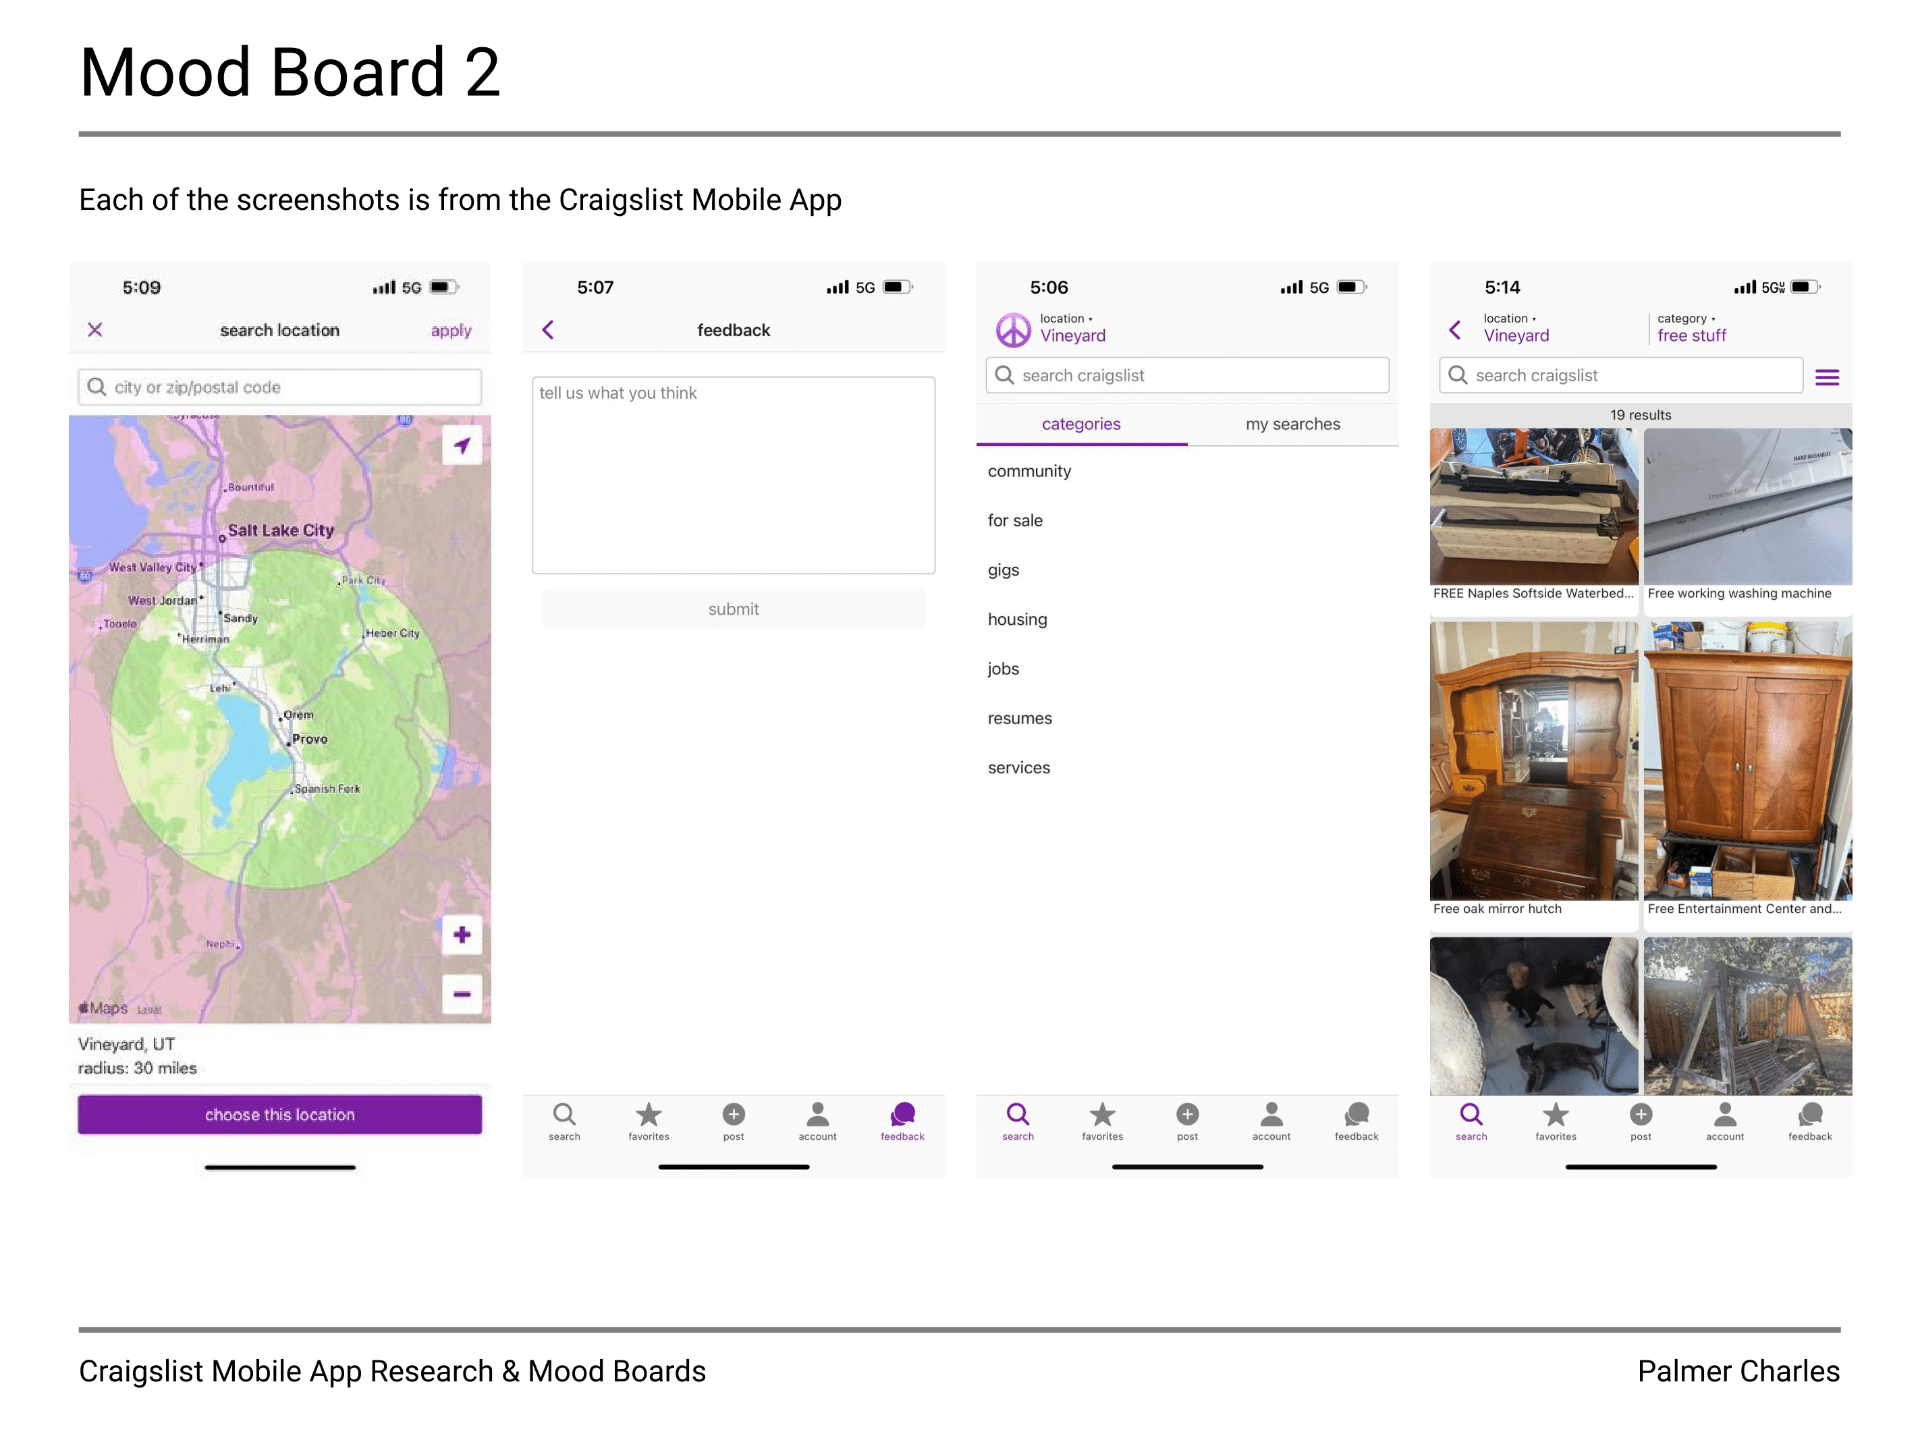 Mood Board 2
Each of the screenshots is from the Craigslist Mobile App
5:09
5G
search location
apply
city or zip/postal code
Syracuse
80
Bountiful
Salt Lake City
80
West Valley City
Park City
West Jordan
Tooele
Sandy
Herriman
Heber City
Lehi
Orem
Provo
Spanish Fork
Nephi
Maps Legal
Vineyard, UT
radius: 30 miles
choose this location
5:07
5G
feedback
tell us what you think
submit
search
favorites
post
account
feedback
5:06
5G
location
Vineyard
search craigslist
categories
my searches
community
for sale
gigs
housing
jobs
resumes
services
search
favorites
post
account
feedback
5:14
5G
location
Vineyard
category
free stuff
search craigslist
19 results
HAND WASHABLES
Imperial Series
FREE Naples Softside Waterbed...
Free working washing machine
Free oak mirror hutch
Free Entertainment Center and...
search
favorites
post
account
feedback
Craigslist Mobile App Research & Mood Boards
Palmer Charles